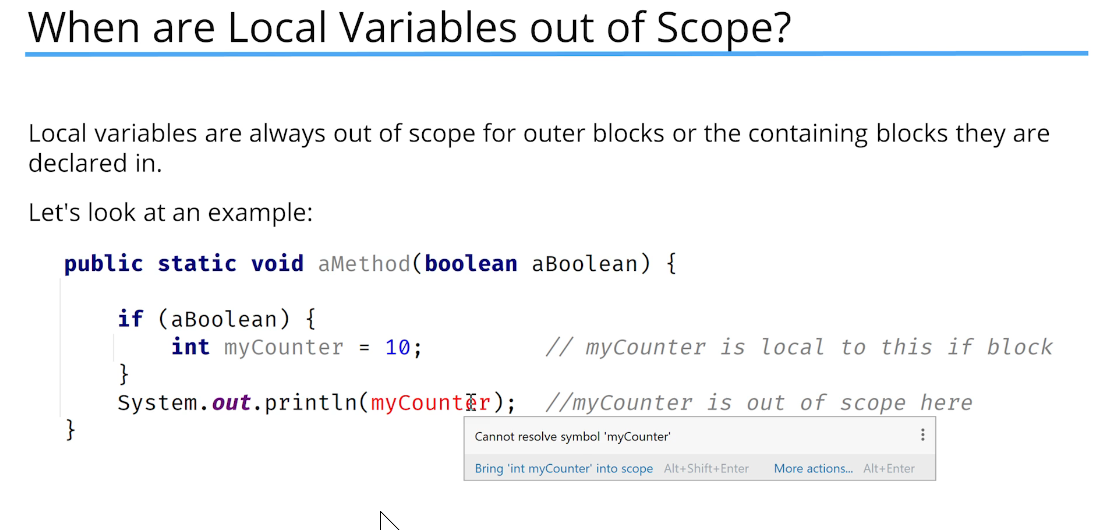 When are Local Variables out of Scope?
Local variables are always out of scope for outer blocks or the containing blocks they are
declared in.
Let's look at an example:
public static void aMethod(boolean aBoolean) {
if (aBoolean) {
int myCounter = 10; // myCounter is local to this if block
}
System.out.println(myCounter); //myCounter is out of scope here
}
Cannot resolve symbol 'myCounter'
Bring 'int myCounter' into scope Alt+Shift+Enter More actions... Alt+Enter